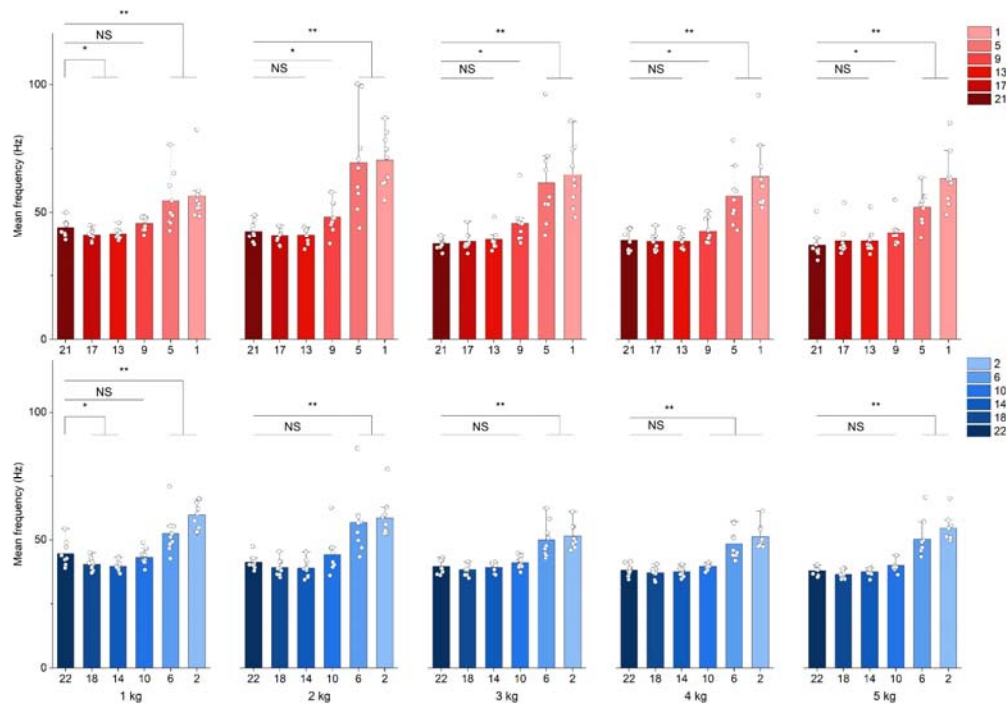 ** ** ** ** **
NS * * * *
* NS NS NS NS
1
5
9
13
17
21
Mean frequency (Hz)
100
50
0
21 17 13 9 5 1 21 17 13 9 5 1 21 17 13 9 5 1 21 17 13 9 5 1 21 17 13 9 5 1
** ** ** ** **
NS NS NS NS NS
*
2
6
10
14
18
22
Mean frequency (Hz)
100
50
0
22 18 14 10 6 2 22 18 14 10 6 2 22 18 14 10 6 2 22 18 14 10 6 2 22 18 14 10 6 2
1 kg 2 kg 3 kg 4 kg 5 kg